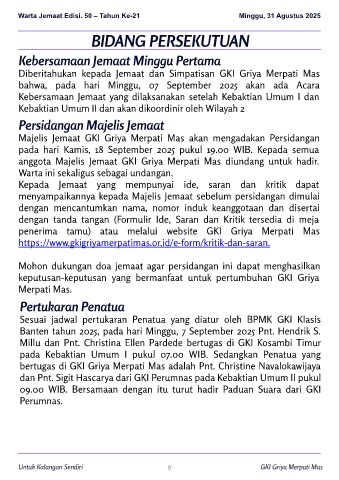 Warta Jemaat Edisi. 50 – Tahun Ke-21 Minggu, 31 Agustus 2025
BIDANG PERSEKUTUAN
Kebersamaan Jemaat Minggu Pertama
Diberitahukan kepada Jemaat dan Simpatisan GKI Griya Merpati Mas
bahwa, pada hari Minggu, 07 September 2025 akan ada Acara
Kebersamaan Jemaat yang dilaksanakan setelah Kebaktian Umum I dan
Kebaktian Umum II dan akan dikoordinir oleh Wilayah 2
Persidangan Majelis Jemaat
Majelis Jemaat GKI Griya Merpati Mas akan mengadakan Persidangan
pada hari Kamis, 18 September 2025 pukul 19.00 WIB. Kepada semua
anggota Majelis Jemaat GKI Griya Merpati Mas diundang untuk hadir.
Warta ini sekaligus sebagai undangan.
Kepada Jemaat yang mempunyai ide, saran dan kritik dapat
menyampaikannya kepada Majelis Jemaat sebelum persidangan dimulai
dengan mencantumkan nama, nomor induk keanggotaan dan disertai
dengan tanda tangan (Formulir Ide, Saran dan Kritik tersedia di meja
penerima tamu) atau melalui website GKI Griya Merpati Mas
https://www.gkigriyamerpatimas.or.id/e-form/kritik-dan-saran.
Mohon dukungan doa jemaat agar persidangan ini dapat menghasilkan
keputusan-keputusan yang bermanfaat untuk pertumbuhan GKI Griya
Merpati Mas.
Pertukaran Penatua
Sesuai jadwal pertukaran Penatua yang diatur oleh BPMK GKI Klasis
Banten tahun 2025, pada hari Minggu, 7 September 2025 Pnt. Hendrik S.
Millu dan Pnt. Christina Ellen Pardede bertugas di GKI Kosambi Timur
pada Kebaktian Umum I pukul 07.00 WIB. Sedangkan Penatua yang
bertugas di GKI Griya Merpati Mas adalah Pnt. Christine Navalokawijaya
dan Pnt. Sigit Hascarya dari GKI Perumnas pada Kebaktian Umum II pukul
09.00 WIB. Bersamaan dengan itu turut hadir Paduan Suara dari GKI
Perumnas.
Untuk Kalangan Sendiri 9 GKI Griya Merpati Mas